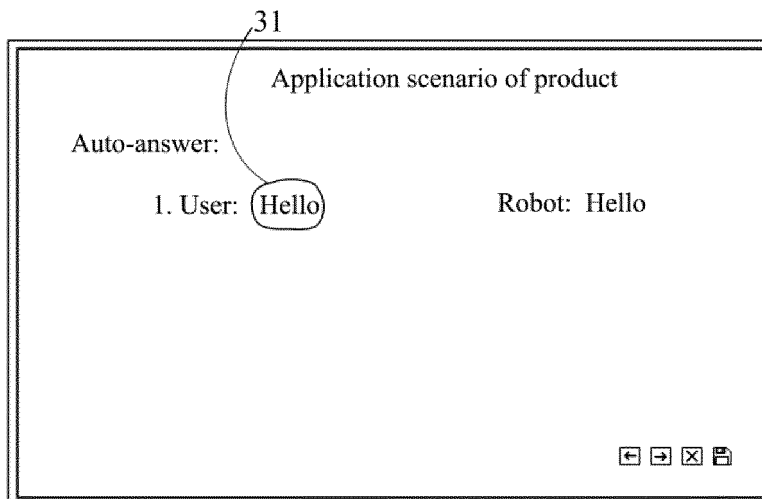 31
Application scenario of product
Auto-answer:
1. User: Hello Robot: Hello